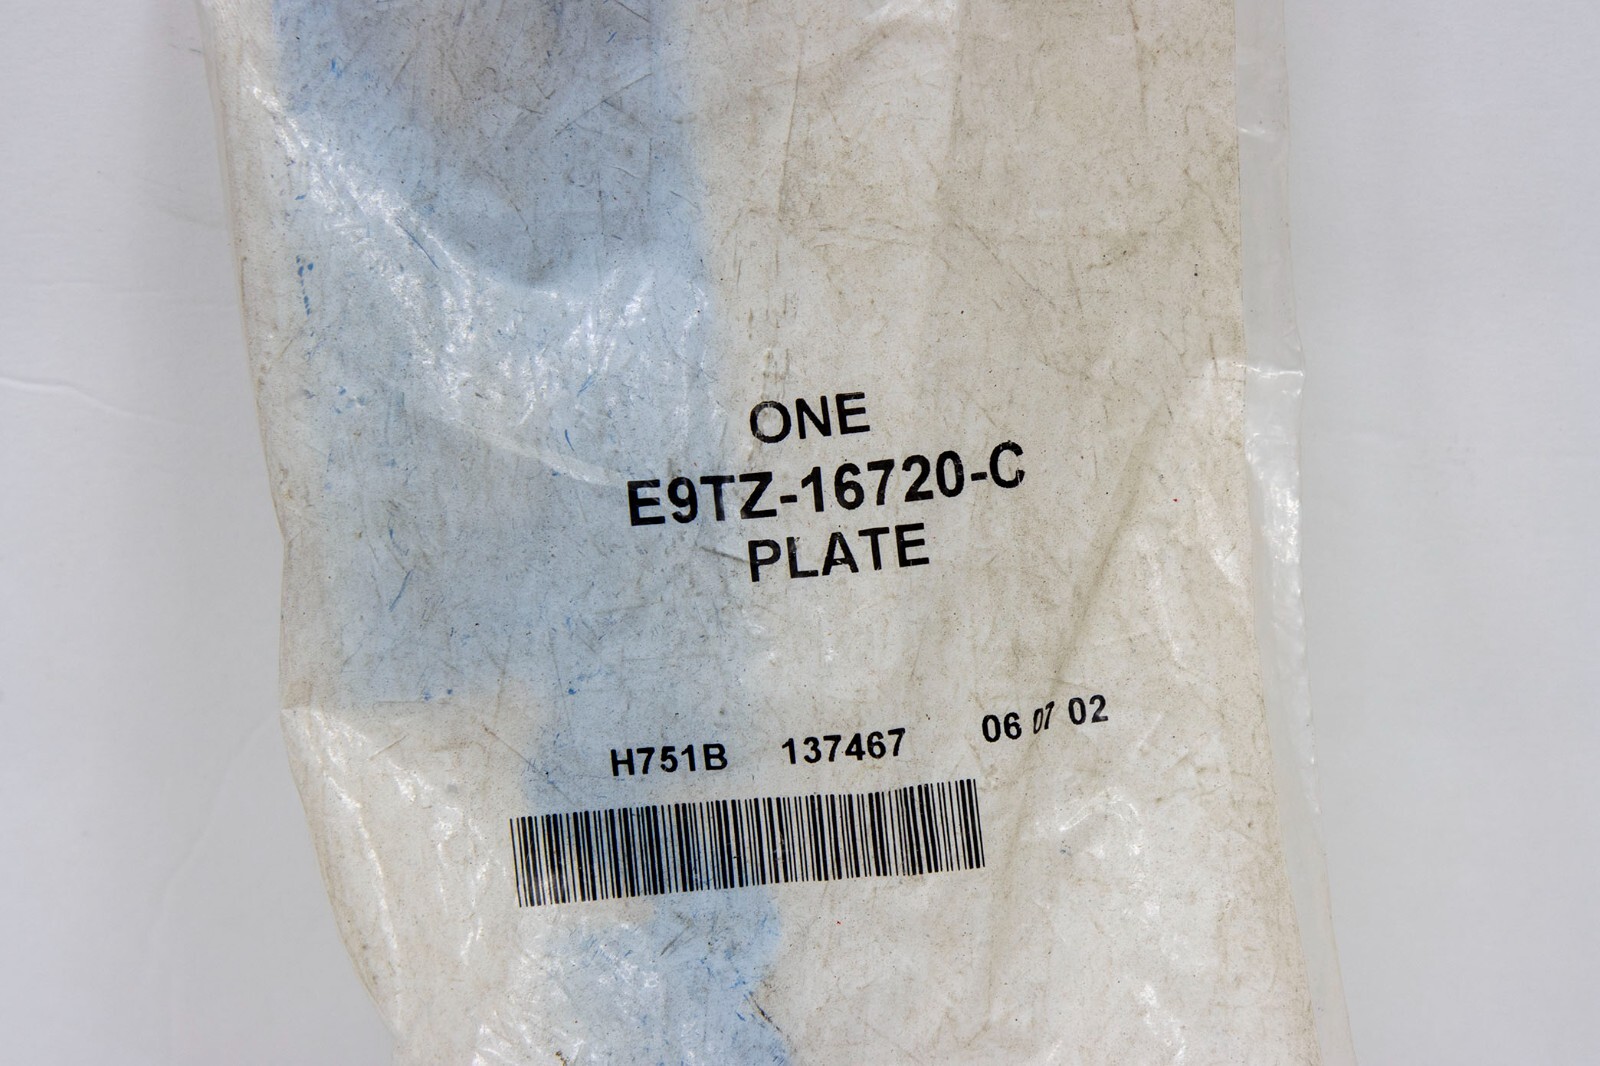 ONE
E9TZ-16720-C
PLATE
H751B 137467 06 07 02